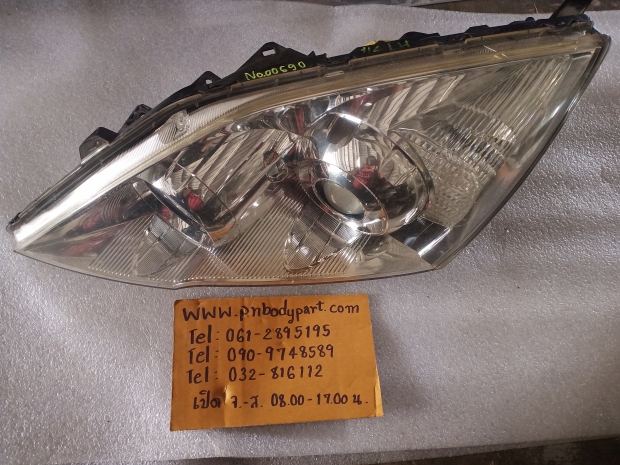 No.00690
WWW.pnbodypart.com
Tel: 061-2895195
Tel: 090-9748589
Tel: 032-816112
เปิด จ.-ส. 08.00-17.00 น.